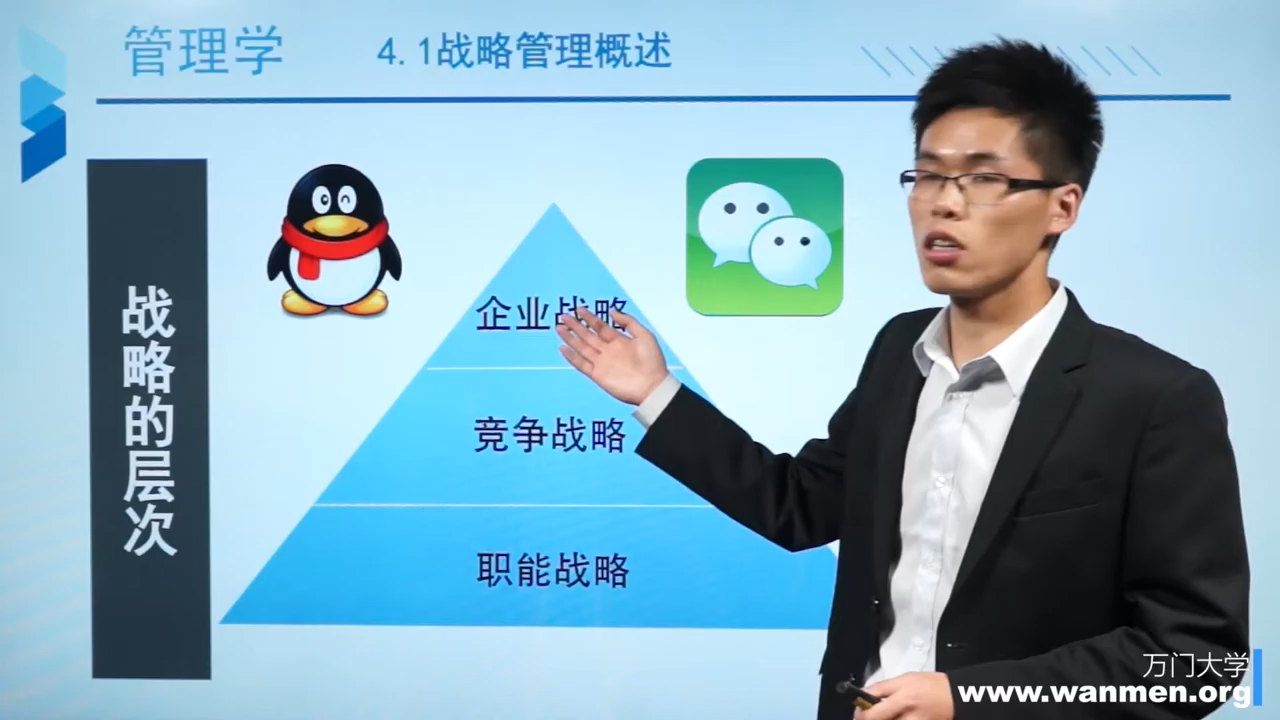 管理学
4.1战略管理概述
战略的层次
企业战略
竞争战略
职能战略
万门大学
www.wanmen.org